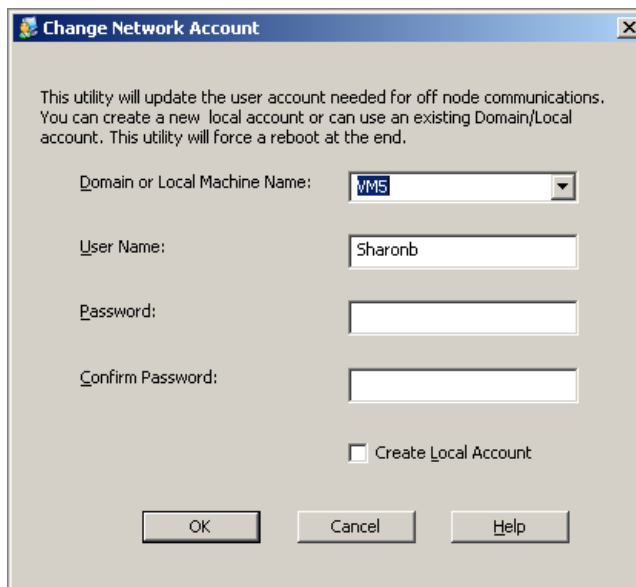 Change Network Account
This utility will update the user account needed for off node communications.
You can create a new local account or can use an existing Domain/Local
account. This utility will force a reboot at the end.
Domain or Local Machine Name:
VM5
User Name:
Sharonb
Password:
Confirm Password:
Create Local Account
OK Cancel Help